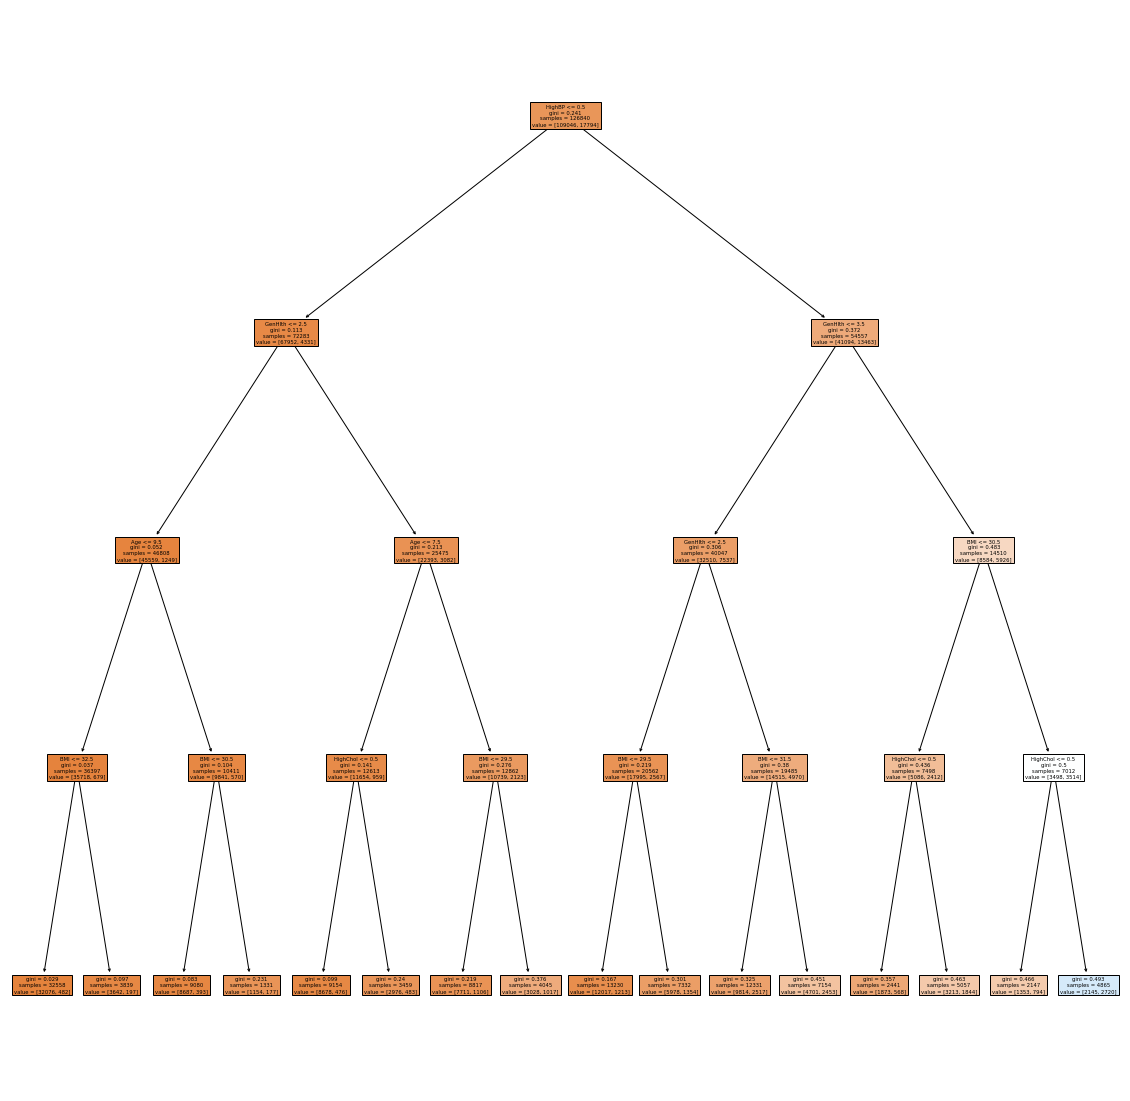 HighBP <= 0.5
gini = 0.241
samples = 126840
value = [109046, 17794]
GenHlth <= 2.5
gini = 0.113
samples = 72283
value = [67952, 4331]
GenHlth <= 3.5
gini = 0.372
samples = 54557
value = [41094, 13463]
Age <= 9.5
gini = 0.052
samples = 46808
value = [45559, 1249]
Age <= 7.5
gini = 0.213
samples = 25475
value = [22393, 3082]
GenHlth <= 2.5
gini = 0.306
samples = 40047
value = [32510, 7537]
BMI <= 30.5
gini = 0.483
samples = 14510
value = [8584, 5926]
BMI <= 32.5
gini = 0.037
samples = 36397
value = [35718, 679]
BMI <= 30.5
gini = 0.104
samples = 10411
value = [9841, 570]
HighChol <= 0.5
gini = 0.141
samples = 12613
value = [11654, 959]
BMI <= 29.5
gini = 0.276
samples = 12862
value = [10739, 2123]
BMI <= 29.5
gini = 0.219
samples = 20562
value = [17995, 2567]
BMI <= 31.5
gini = 0.38
samples = 19485
value = [14515, 4970]
HighChol <= 0.5
gini = 0.436
samples = 7498
value = [5086, 2412]
HighChol <= 0.5
gini = 0.5
samples = 7012
value = [3498, 3514]
gini = 0.029
samples = 32558
value = [32076, 482]
gini = 0.097
samples = 3839
value = [3642, 197]
gini = 0.083
samples = 9080
value = [8687, 393]
gini = 0.231
samples = 1331
value = [1154, 177]
gini = 0.099
samples = 9154
value = [8678, 476]
gini = 0.24
samples = 3459
value = [2976, 483]
gini = 0.219
samples = 8817
value = [7711, 1106]
gini = 0.376
samples = 4045
value = [3028, 1017]
gini = 0.167
samples = 13230
value = [12017, 1213]
gini = 0.301
samples = 7332
value = [5978, 1354]
gini = 0.325
samples = 12331
value = [9814, 2517]
gini = 0.451
samples = 7154
value = [4701, 2453]
gini = 0.357
samples = 2441
value = [1873, 568]
gini = 0.463
samples = 5057
value = [3213, 1844]
gini = 0.466
samples = 2147
value = [1353, 794]
gini = 0.493
samples = 4865
value = [2145, 2720]